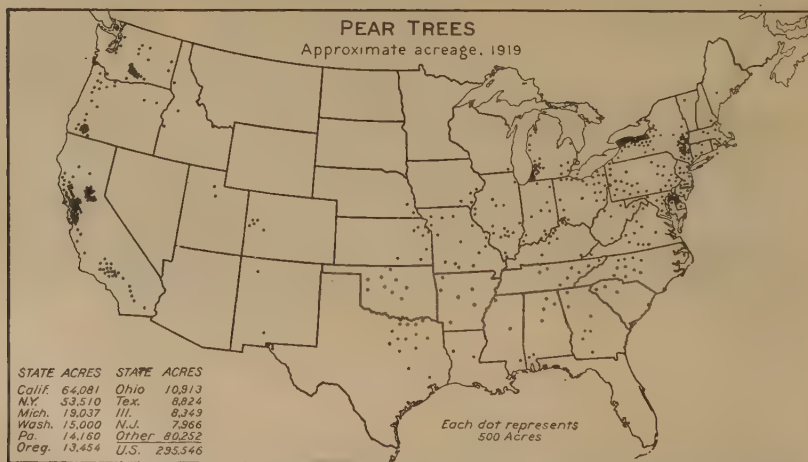 PEAR TREES
Approximate acreage, 1919
STATE ACRES STATE ACRES
Calif. 64,081 Ohio 10,913
N.Y. 53,510 Tex. 8,824
Mich. 19,037 Ill. 8,349
Wash. 15,000 N.J. 7,966
Pa. 14,160 Other 80,252
Oreg. 13,454 U.S. 295,546
Each dot represents
500 Acres